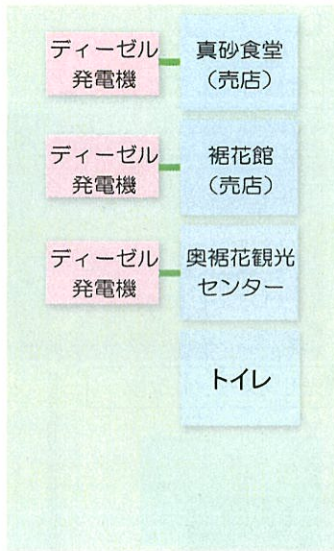 ディーゼル
発電機
真砂食堂
（売店）
ディーゼル
発電機
裾花館
（売店）
ディーゼル
発電機
奥裾花観光
センター
トイレ